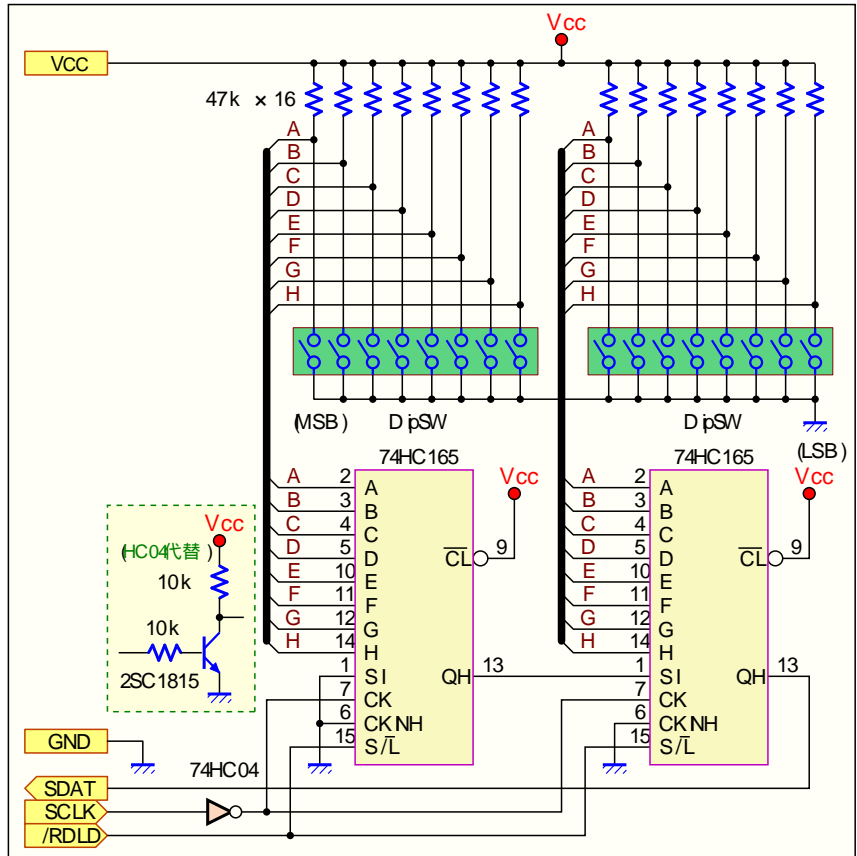 Vcc
VCC
47k × 16
A
B
C
D
E
F
G
H
A
B
C
D
E
F
G
H
(MSB)
DipSW
DipSW
(LSB)
74HC165
74HC165
Vcc
Vcc
A 2 A
B 3 B
C 4 C
D 5 D
E 10 E
F 11 F
G 12 G
H 14 H
1 SI
7 CK
6 CKNH
15 S/L
CL 9
QH 13
A 2 A
B 3 B
C 4 C
D 5 D
E 10 E
F 11 F
G 12 G
H 14 H
1 SI
7 CK
6 CKNH
15 S/L
CL 9
QH 13
Vcc
(HC04代替)
10k
10k
2SC1815
GND
74HC04
SDAT
SCLK
/RDLD